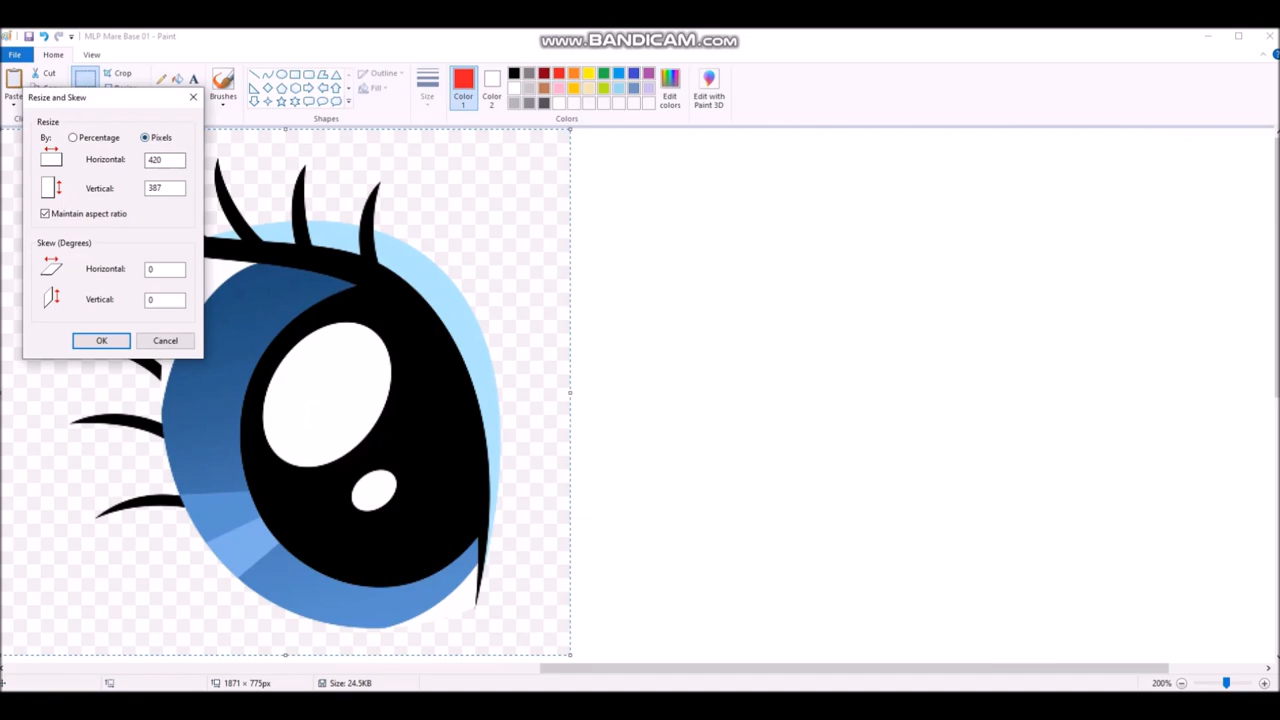 MLP Mare Base 01 - Paint
www.BANDICAM.com
File
Home
View
Cut
Crop
Paste
Brushes
Outline
Fill
Size
Color 1
Color 2
Edit colors
Edit with Paint 3D
Shapes
Colors
Resize and Skew
Resize
By: Percentage Pixels
Horizontal: 420
Vertical: 387
Maintain aspect ratio
Skew (Degrees)
Horizontal: 0
Vertical: 0
OK Cancel
1871 × 775px
Size: 24.5KB
200%